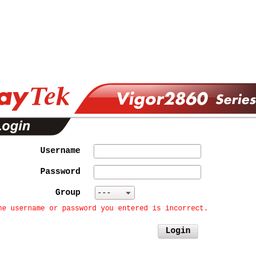 ayTek
Vigor2860 Series
Login
Username
Password
Group
---
he username or password you entered is incorrect.
Login